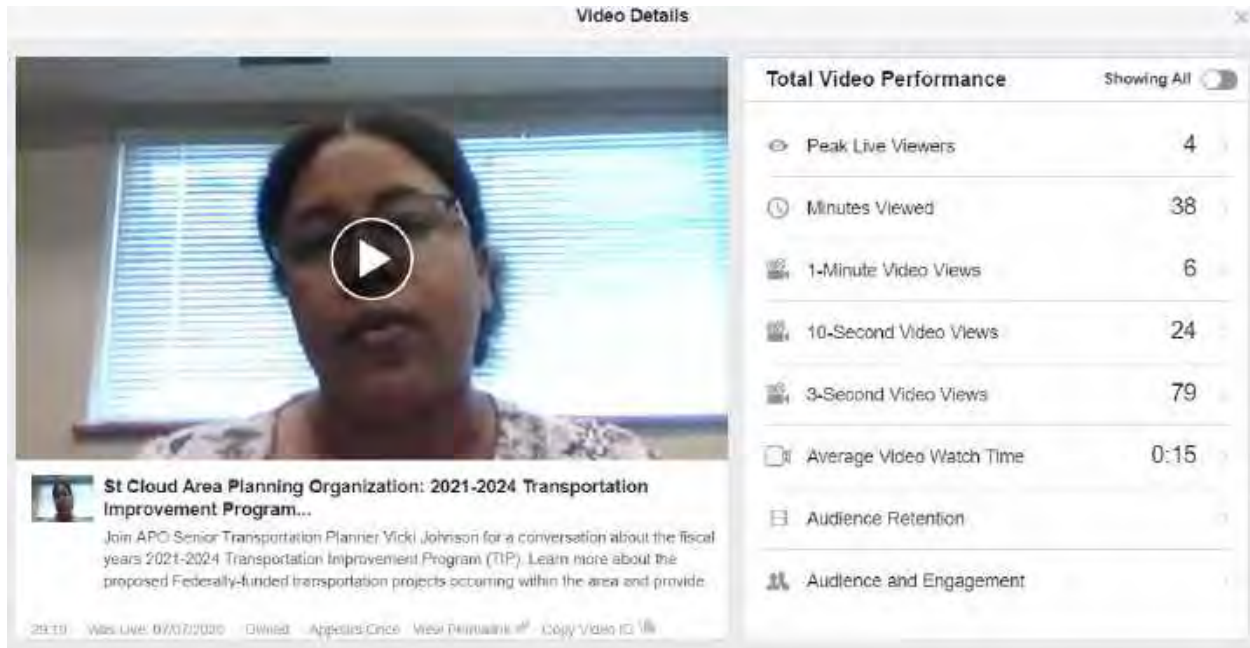 Video Details
Total Video Performance
Showing All
Peak Live Viewers
4
Minutes Viewed
38
1-Minute Video Views
6
10-Second Video Views
24
3-Second Video Views
79
Average Video Watch Time
0:15
Audience Retention
Audience and Engagement
St Cloud Area Planning Organization: 2021-2024 Transportation
Improvement Program...
Join APO Senior Transportation Planner Vicki Johnson for a conversation about the fiscal
years 2021-2024 Transportation Improvement Program (TIP). Learn more about the
proposed Federally-funded transportation projects occurring within the area and provide
Was Live: 07/07/2020 Owned Appears Once View Permalink Copy Video ID